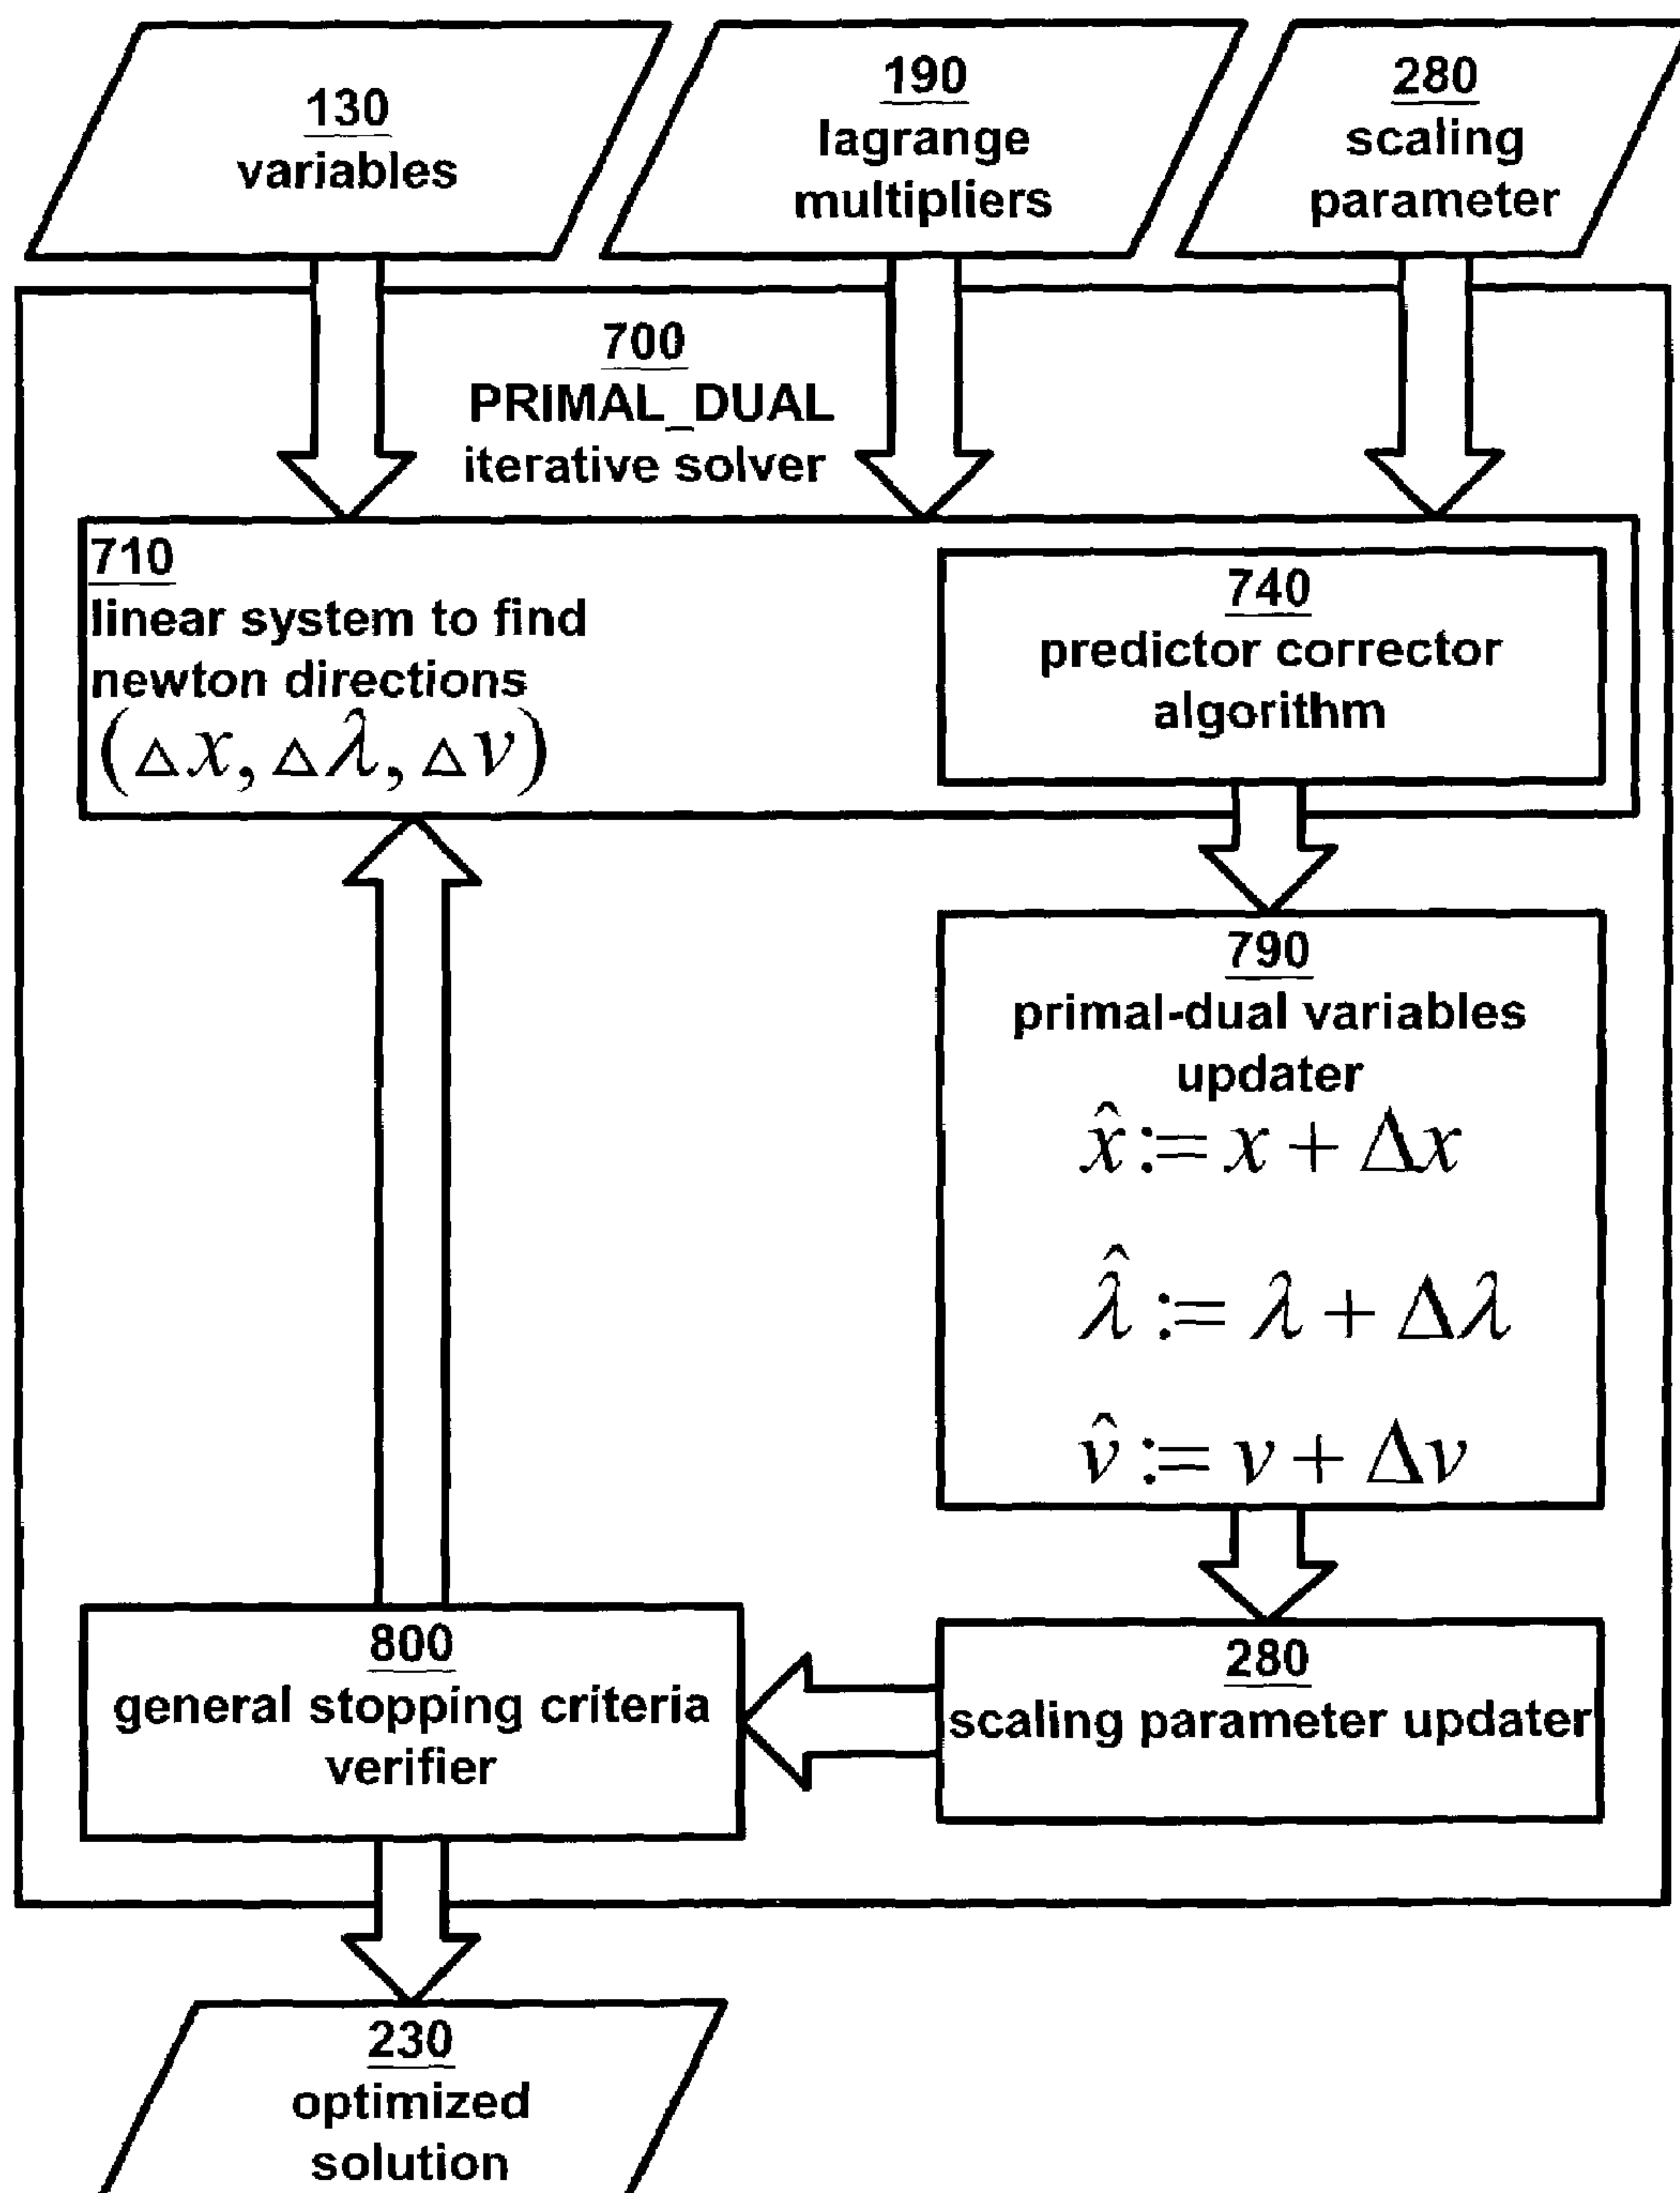 130
variables
190
lagrange
multipliers
280
scaling
parameter
700
PRIMAL_DUAL
iterative solver
710
linear system to find
newton directions
(△x, △λ, △v)
740
predictor corrector
algorithm
790
primal-dual variables
updater
x̂ := x + Δx
λ̂ := λ + Δλ
v̂ := v + Δv
800
general stopping criteria
verifier
280
scaling parameter updater
230
optimized
solution